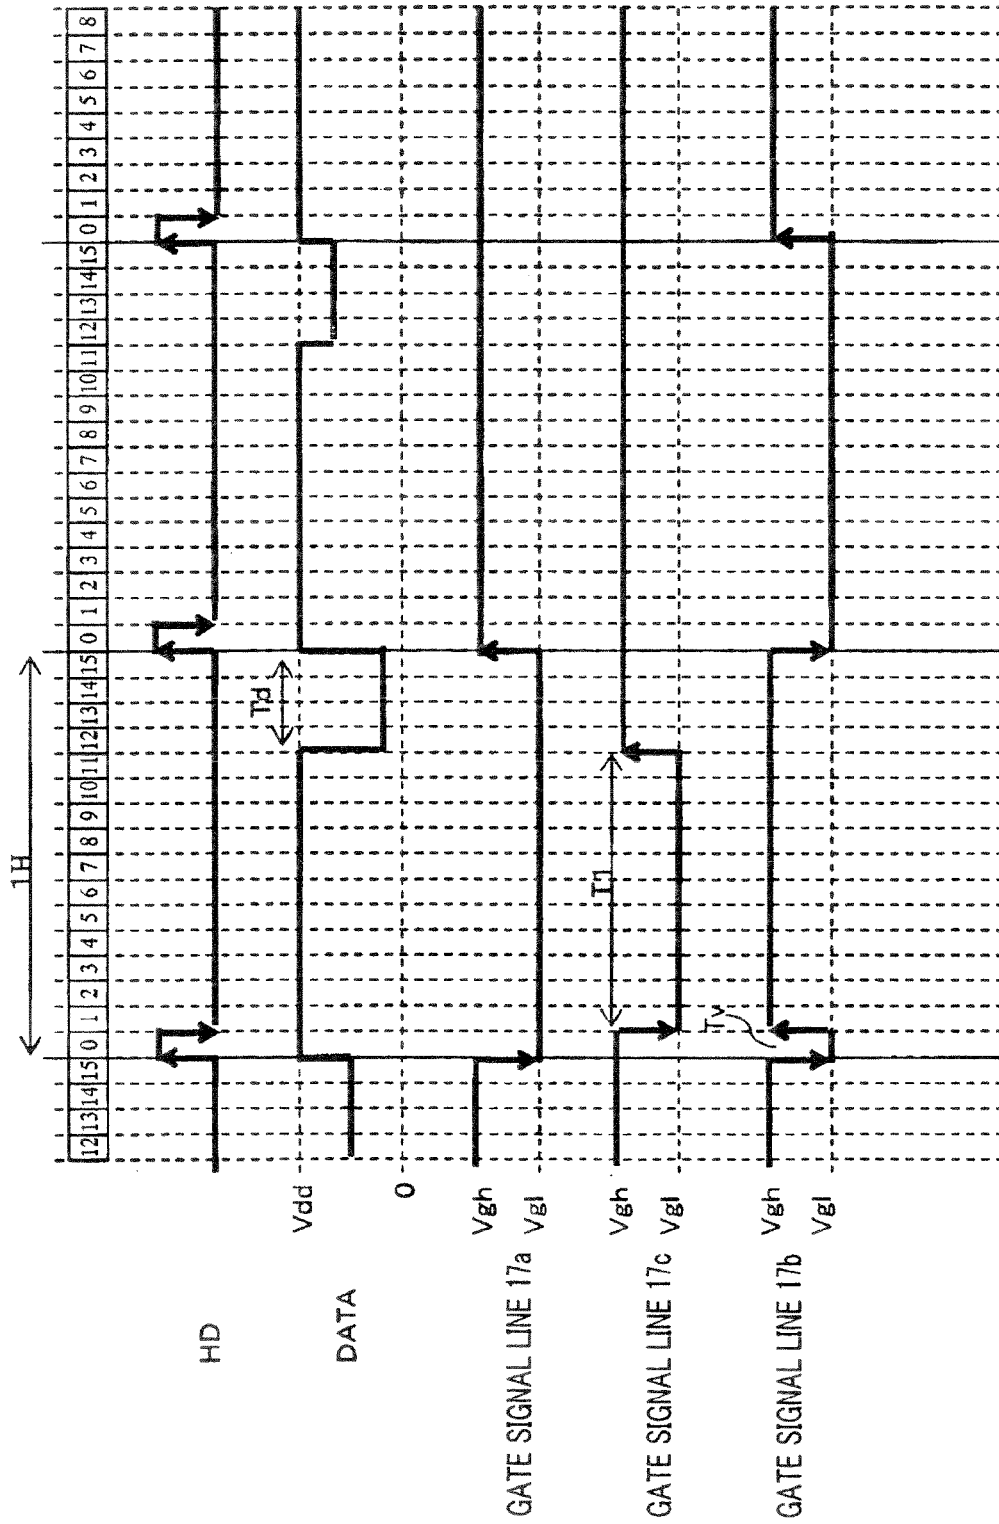 1H
12 13 14 15 0 1 2 3 4 5 6 7 8 9 10 11 12 13 14 15 0 1 2 3 4 5 6 7 8 9 10 11 12 13 14 15 0 1 2 3 4 5 6 7 8
HD
Vdd
Td
DATA
0
Vgh
GATE SIGNAL LINE 17a
Vgl
Vgh
T1
GATE SIGNAL LINE 17c
Vgl
Tv
Vgh
GATE SIGNAL LINE 17b
Vgl